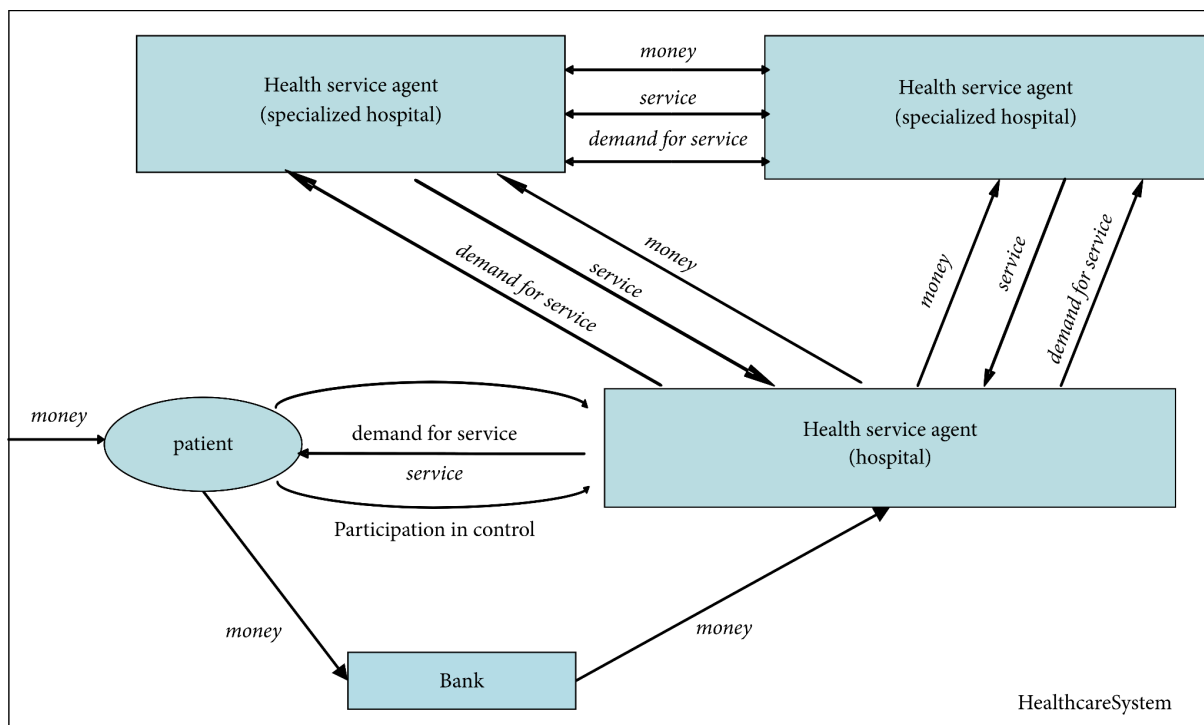 Health service agent
(specialized hospital)
money
service
demand for service
Health service agent
(specialized hospital)
demand for service
service
money
money
service
demand for service
money
patient
demand for service
service
Participation in control
Health service agent
(hospital)
money
money
Bank
HealthcareSystem